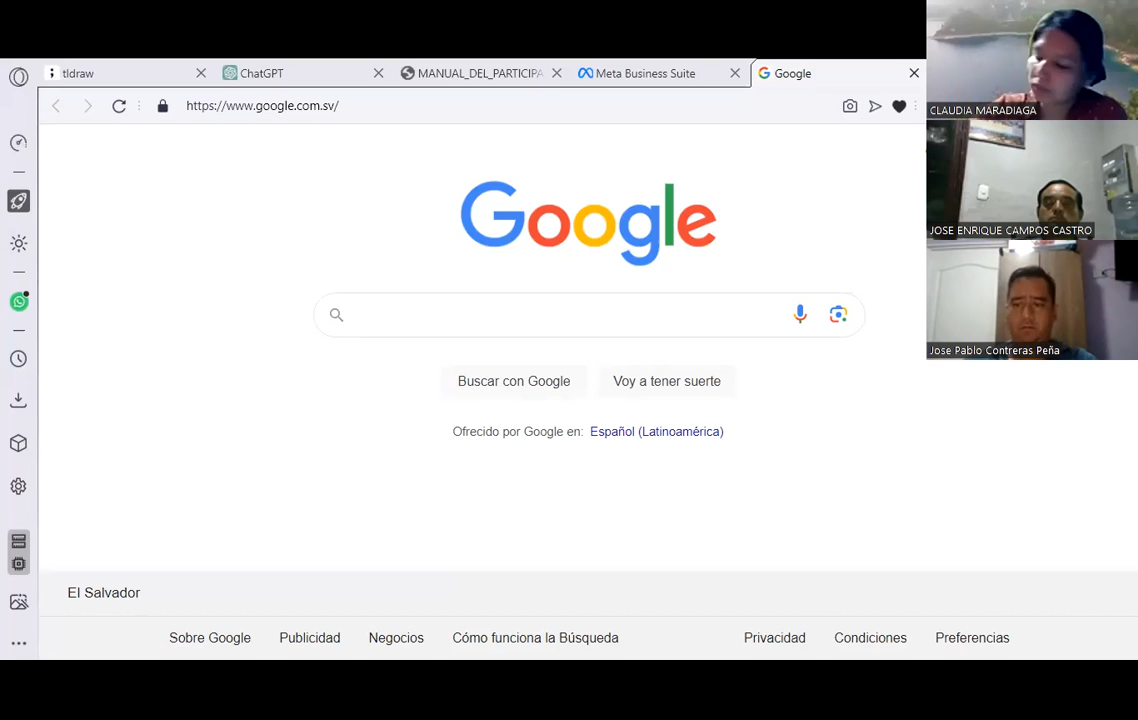 tldraw
ChatGPT
MANUAL_DEL_PARTICIPA
Meta Business Suite
Google
https://www.google.com.sv/
Google
Buscar con Google
Voy a tener suerte
Ofrecido por Google en: Español (Latinoamérica)
El Salvador
Sobre Google
Publicidad
Negocios
Cómo funciona la Búsqueda
Privacidad
Condiciones
Preferencias
CLAUDIA MARADIAGA
JOSE ENRIQUE CAMPOS CASTRO
Jose Pablo Contreras Peña